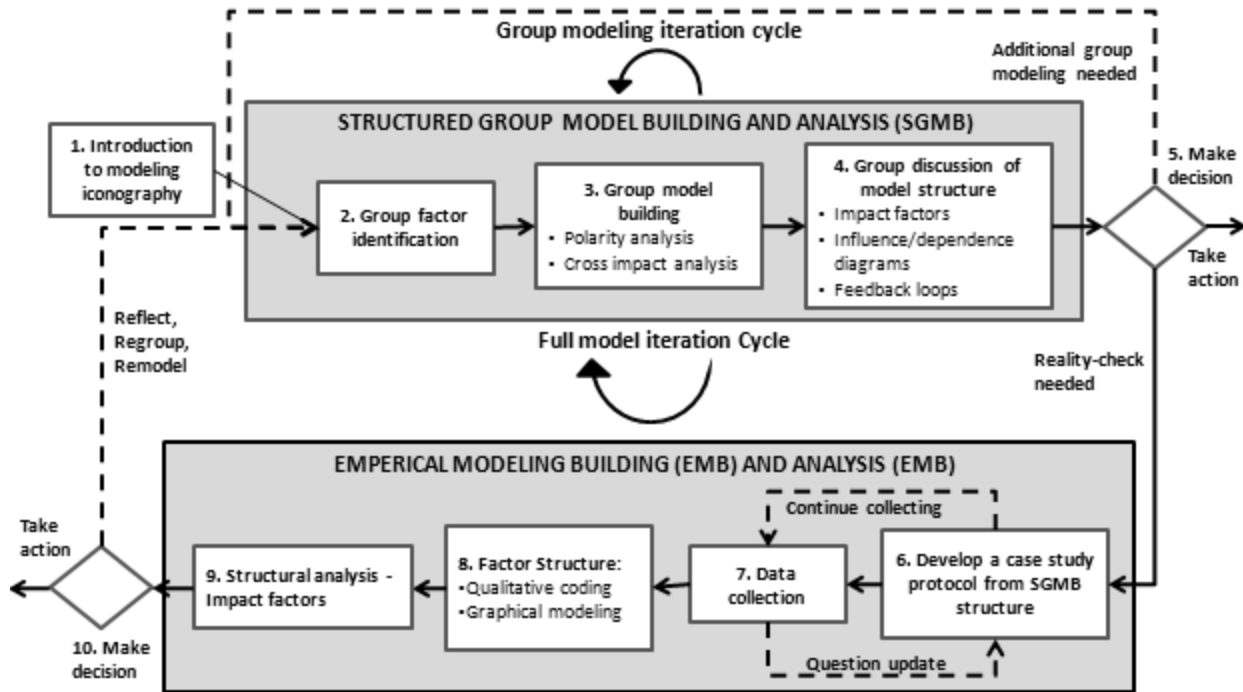 Group modeling iteration cycle
Additional group
modeling needed
STRUCTURED GROUP MODEL BUILDING AND ANALYSIS (SGMB)
1. Introduction
to modeling
iconography
2. Group factor
identification
3. Group model
building
• Polarity analysis
• Cross impact analysis
4. Group discussion of
model structure
• Impact factors
• Influence/dependence
diagrams
• Feedback loops
5. Make
decision
Take
action
Reflect,
Regroup,
Remodel
Full model iteration Cycle
Reality-check
needed
EMPERICAL MODELING BUILDING (EMB) AND ANALYSIS (EMB)
Continue collecting
6. Develop a case study
protocol from SGMB
structure
7. Data
collection
Question update
8. Factor Structure:
▪Qualitative coding
▪Graphical modeling
9. Structural analysis -
Impact factors
Take
action
10. Make
decision